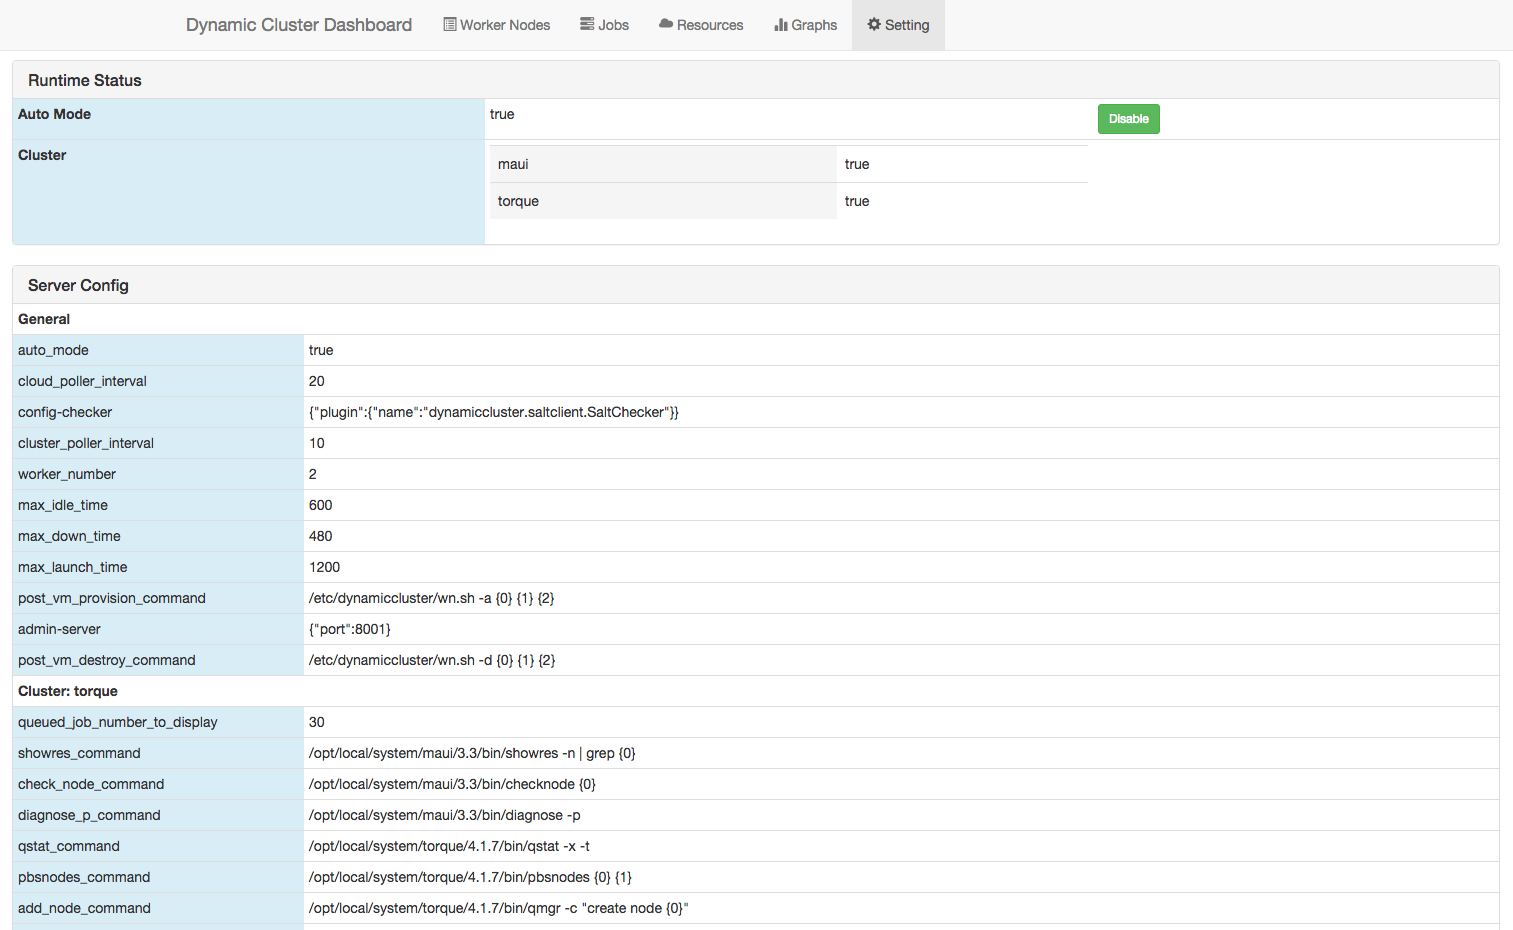 Dynamic Cluster Dashboard Worker Nodes Jobs Resources Graphs Setting
Runtime Status
Auto Mode true Disable
Cluster
maui true
torque true
Server Config
General
auto_mode true
cloud_poller_interval 20
config-checker {"plugin":{"name":"dynamiccluster.saltclient.SaltChecker"}}
cluster_poller_interval 10
worker_number 2
max_idle_time 600
max_down_time 480
max_launch_time 1200
post_vm_provision_command /etc/dynamiccluster/wn.sh -a {0} {1} {2}
admin-server {"port":8001}
post_vm_destroy_command /etc/dynamiccluster/wn.sh -d {0} {1} {2}
Cluster: torque
queued_job_number_to_display 30
showres_command /opt/local/system/maui/3.3/bin/showres -n | grep {0}
check_node_command /opt/local/system/maui/3.3/bin/checknode {0}
diagnose_p_command /opt/local/system/maui/3.3/bin/diagnose -p
qstat_command /opt/local/system/torque/4.1.7/bin/qstat -x -t
pbsnodes_command /opt/local/system/torque/4.1.7/bin/pbsnodes {0} {1}
add_node_command /opt/local/system/torque/4.1.7/bin/qmgr -c "create node {0}"